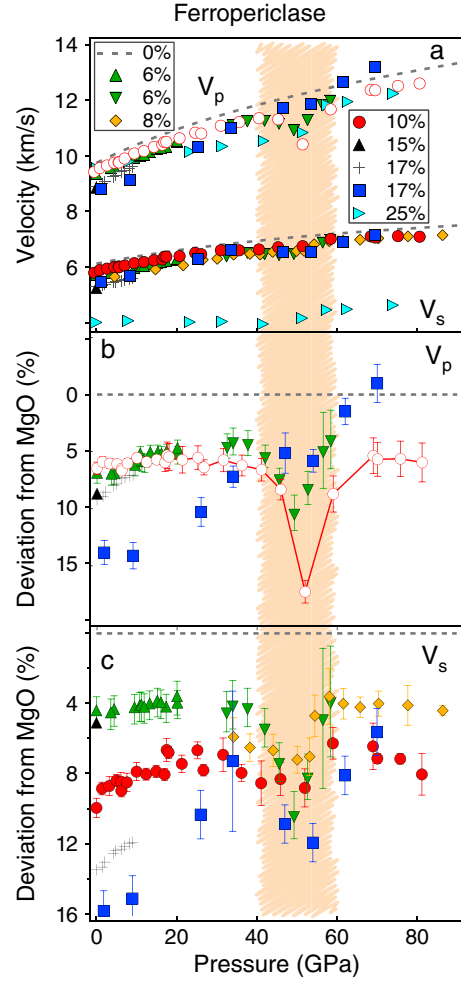 Ferropericlase
14
12
10
8
6
4
Velocity (km/s)
0%
6%
6%
8%
a
V_p
10%
15%
17%
17%
25%
V_s
b
V_p
0
5
10
15
Deviation from MgO (%)
c
V_s
0
4
8
12
16
Deviation from MgO (%)
0 20 40 60 80
Pressure (GPa)